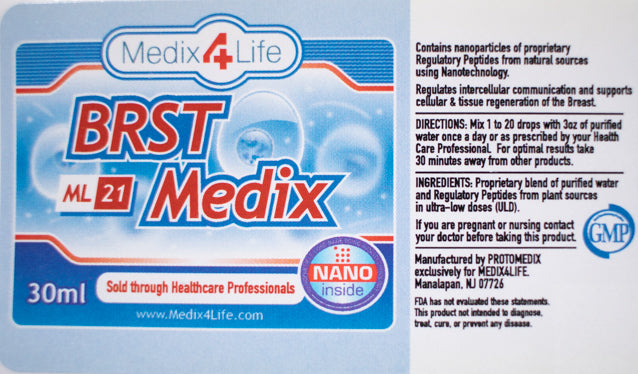 Medix4Life
BRST
ML 21 Medix
NANO
inside
30ml Sold through Healthcare Professionals
www.Medix4Life.com
Contains nanoparticles of proprietary
Regulatory Peptides from natural sources
using Nanotechnology.
Regulates intercellular communication and supports
cellular & tissue regeneration of the Breast.
DIRECTIONS: Mix 1 to 20 drops with 3oz of purified
water once a day or as prescribed by your Health
Care Professional. For optimal results take
30 minutes away from other products.
INGREDIENTS: Proprietary blend of purified water
and Regulatory Peptides from plant sources
in ultra-low doses (ULD).
If you are pregnant or nursing contact
your doctor before taking this product.
GMP
Manufactured by PROTOMEDIX
exclusively for MEDIX4LIFE.
Manalapan, NJ 07726
FDA has not evaluated these statements.
This product not intended to diagnose,
treat, cure, or prevent any disease.